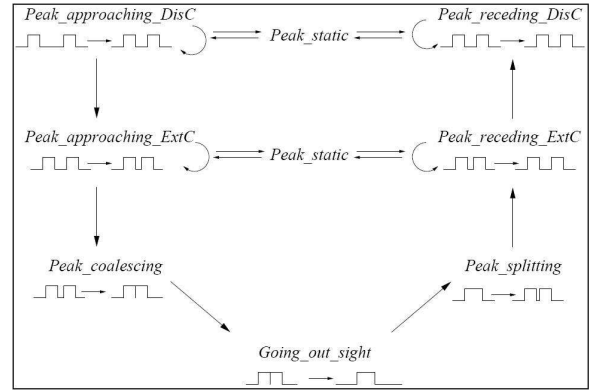 Peak_approaching_DisC
Peak_static
Peak_receding_DisC
Peak_approaching_ExtC
Peak_static
Peak_receding_ExtC
Peak_coalescing
Peak_splitting
Going_out_sight